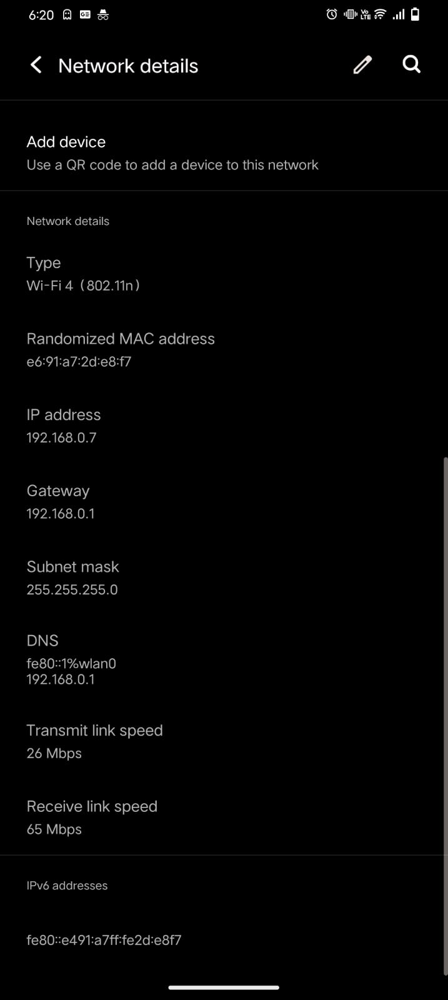 6:20 GE Vo LTE
Network details
Add device
Use a QR code to add a device to this network
Network details
Type
Wi-Fi 4 (802.11n)
Randomized MAC address
e6:91:a7:2d:e8:f7
IP address
192.168.0.7
Gateway
192.168.0.1
Subnet mask
255.255.255.0
DNS
fe80::1%wlan0
192.168.0.1
Transmit link speed
26 Mbps
Receive link speed
65 Mbps
IPv6 addresses
fe80::e491:a7ff:fe2d:e8f7